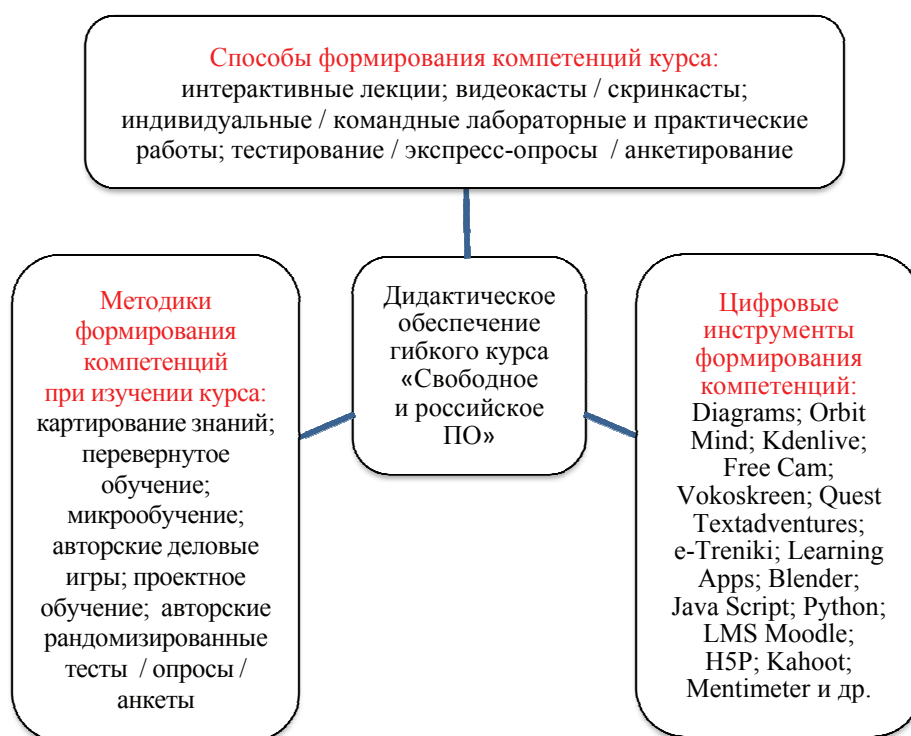 Способы формирования компетенций курса:
интерактивные лекции; видеокасты / скринкасты;
индивидуальные / командные лабораторные и практические
работы; тестирование / экспресс-опросы / анкетирование
Методики
формирования
компетенций
при изучении курса:
картирование знаний;
перевернутое
обучение;
микрообучение;
авторские деловые
игры; проектное
обучение; авторские
рандомизированные
тесты / опросы /
анкеты
Дидактическое
обеспечение
гибкого курса
«Свободное
и российское
ПО»
Цифровые
инструменты
формирования
компетенций:
Diagrams; Orbit
Mind; Kdenlive;
Free Cam;
Vokoskreen; Quest
Textadventures;
e-Treniki; Learning
Apps; Blender;
Java Script; Python;
LMS Moodle;
H5P; Kahoot;
Mentimeter и др.